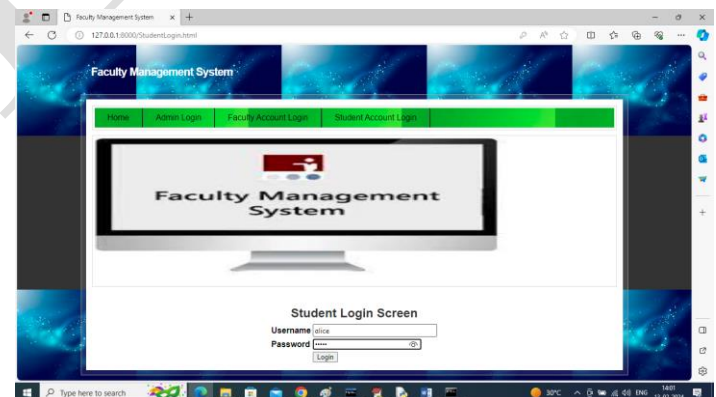 Faculty Management System
127.0.0.1:8000/StudentLogin.html
Faculty Management System
Home Admin Login Faculty Account Login Student Account Login
Faculty Management
System
Student Login Screen
Username alice
Password •••••
Login
Type here to search
30°C ENG 14:01